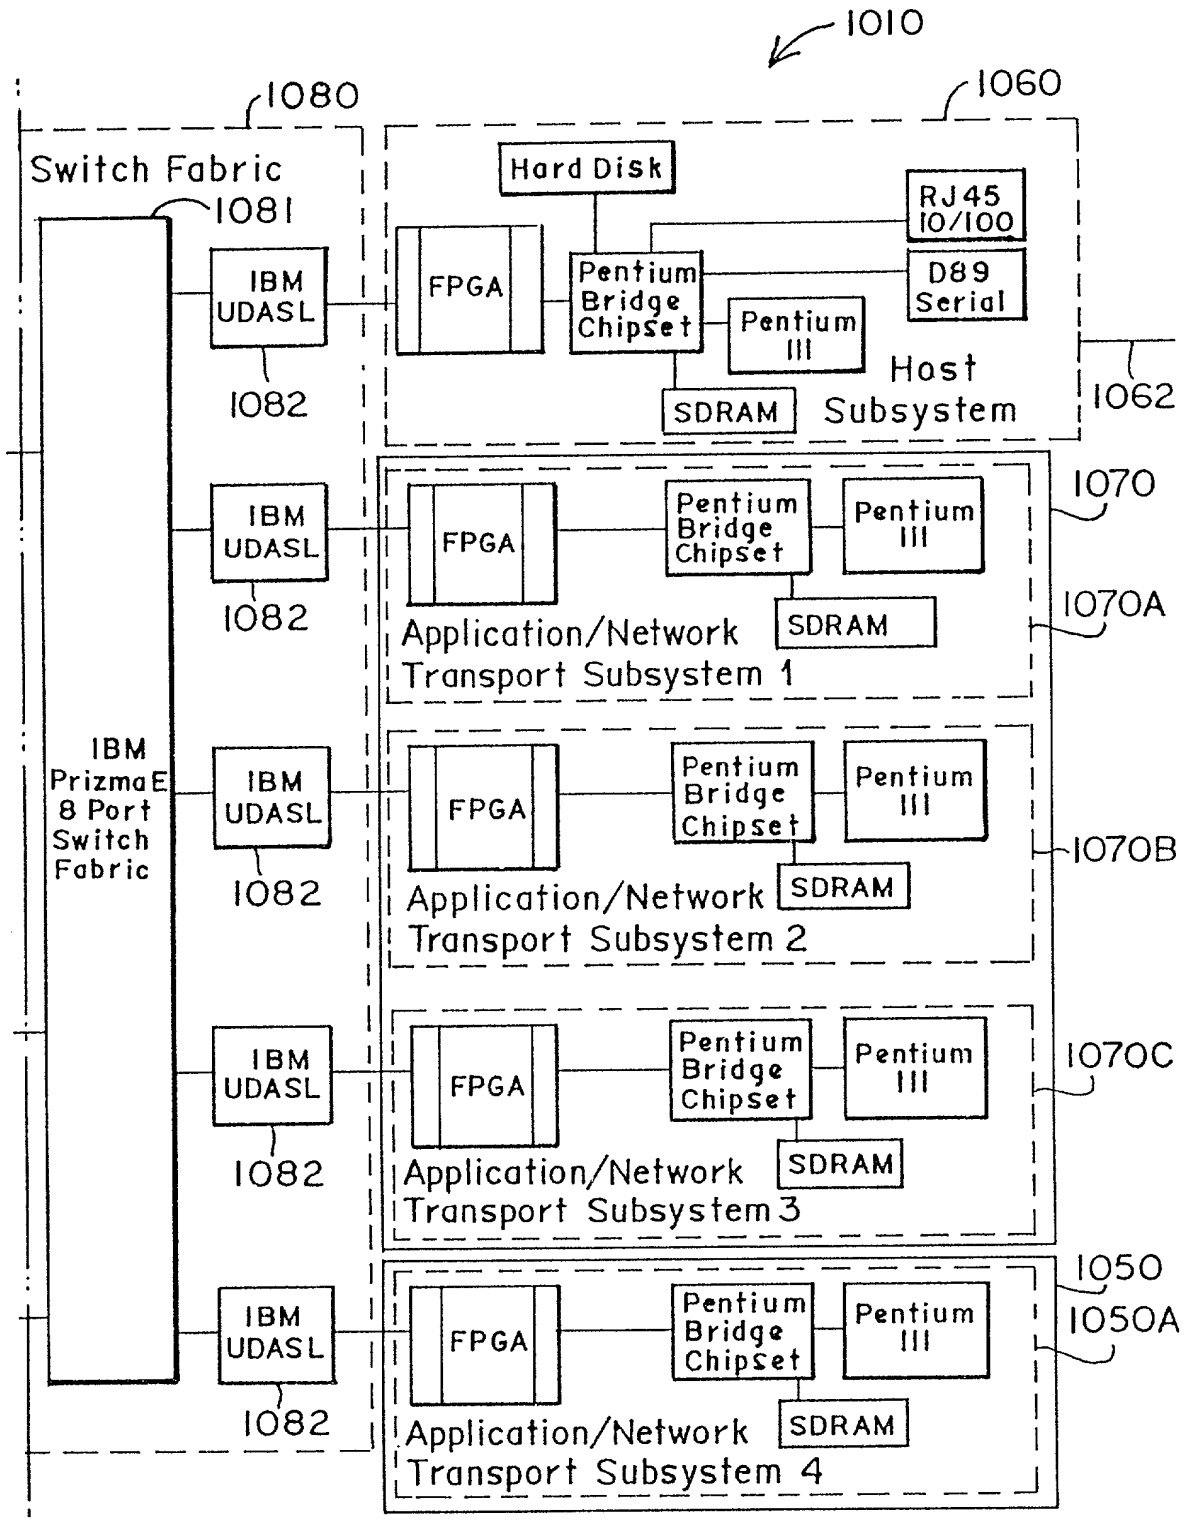 1010
1080
1060
Switch Fabric
1081
Hard Disk
RJ45
10/100
IBM
UDASL
FPGA
Pentium
Bridge
Chipset
D89
Serial
Pentium
III
1082
SDRAM
Host
Subsystem
1062
IBM
UDASL
1082
FPGA
Pentium
Bridge
Chipset
Pentium
III
1070
SDRAM
1070A
Application/Network
Transport Subsystem 1
IBM
PrizmaE
8 Port
Switch
Fabric
IBM
UDASL
1082
FPGA
Pentium
Bridge
Chipset
Pentium
III
1070B
SDRAM
Application/Network
Transport Subsystem 2
IBM
UDASL
1082
FPGA
Pentium
Bridge
Chipset
Pentium
III
1070C
SDRAM
Application/Network
Transport Subsystem 3
IBM
UDASL
1082
FPGA
Pentium
Bridge
Chipset
Pentium
III
1050
1050A
SDRAM
Application/Network
Transport Subsystem 4